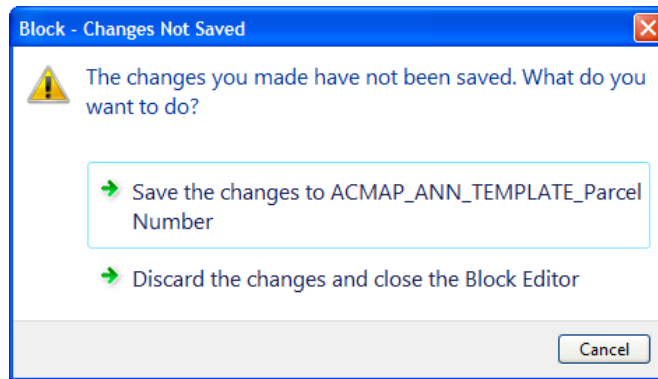 Block - Changes Not Saved
The changes you made have not been saved. What do you
want to do?
Save the changes to ACMAP_ANN_TEMPLATE_Parcel
Number
Discard the changes and close the Block Editor
Cancel